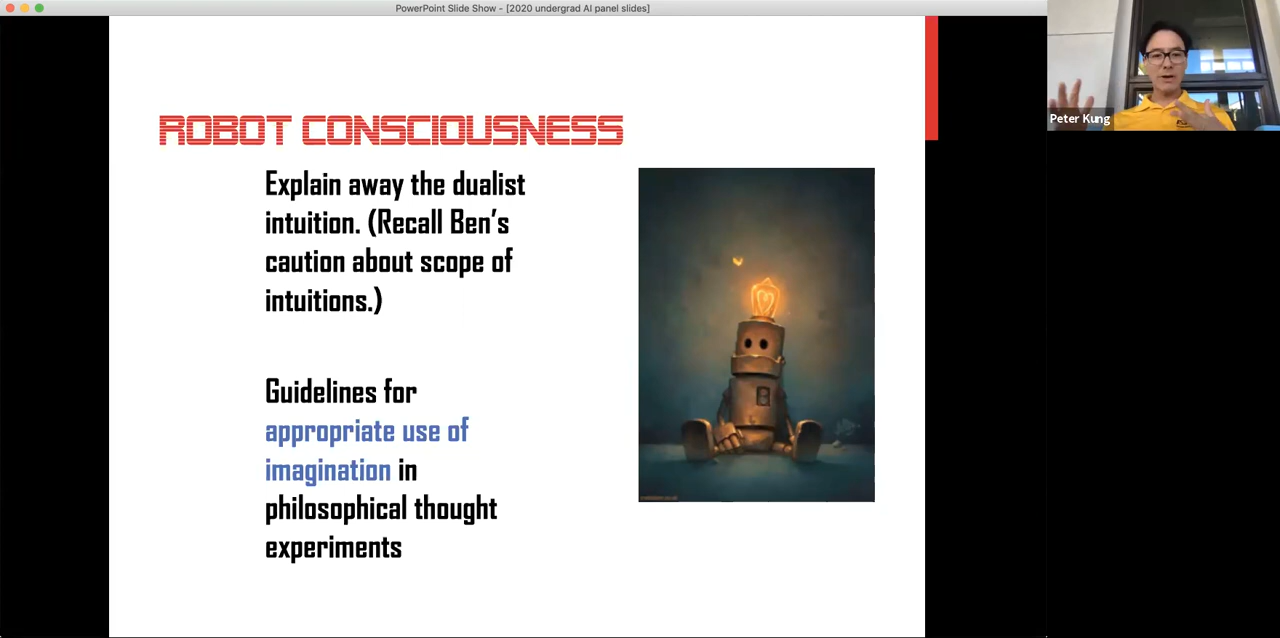 PowerPoint Slide Show - [2020 undergrad AI panel slides]
Peter Kung
ROBOT CONSCIOUSNESS
Explain away the dualist
intuition. (Recall Ben's
caution about scope of
intuitions.)
Guidelines for
appropriate use of
imagination in
philosophical thought
experiments